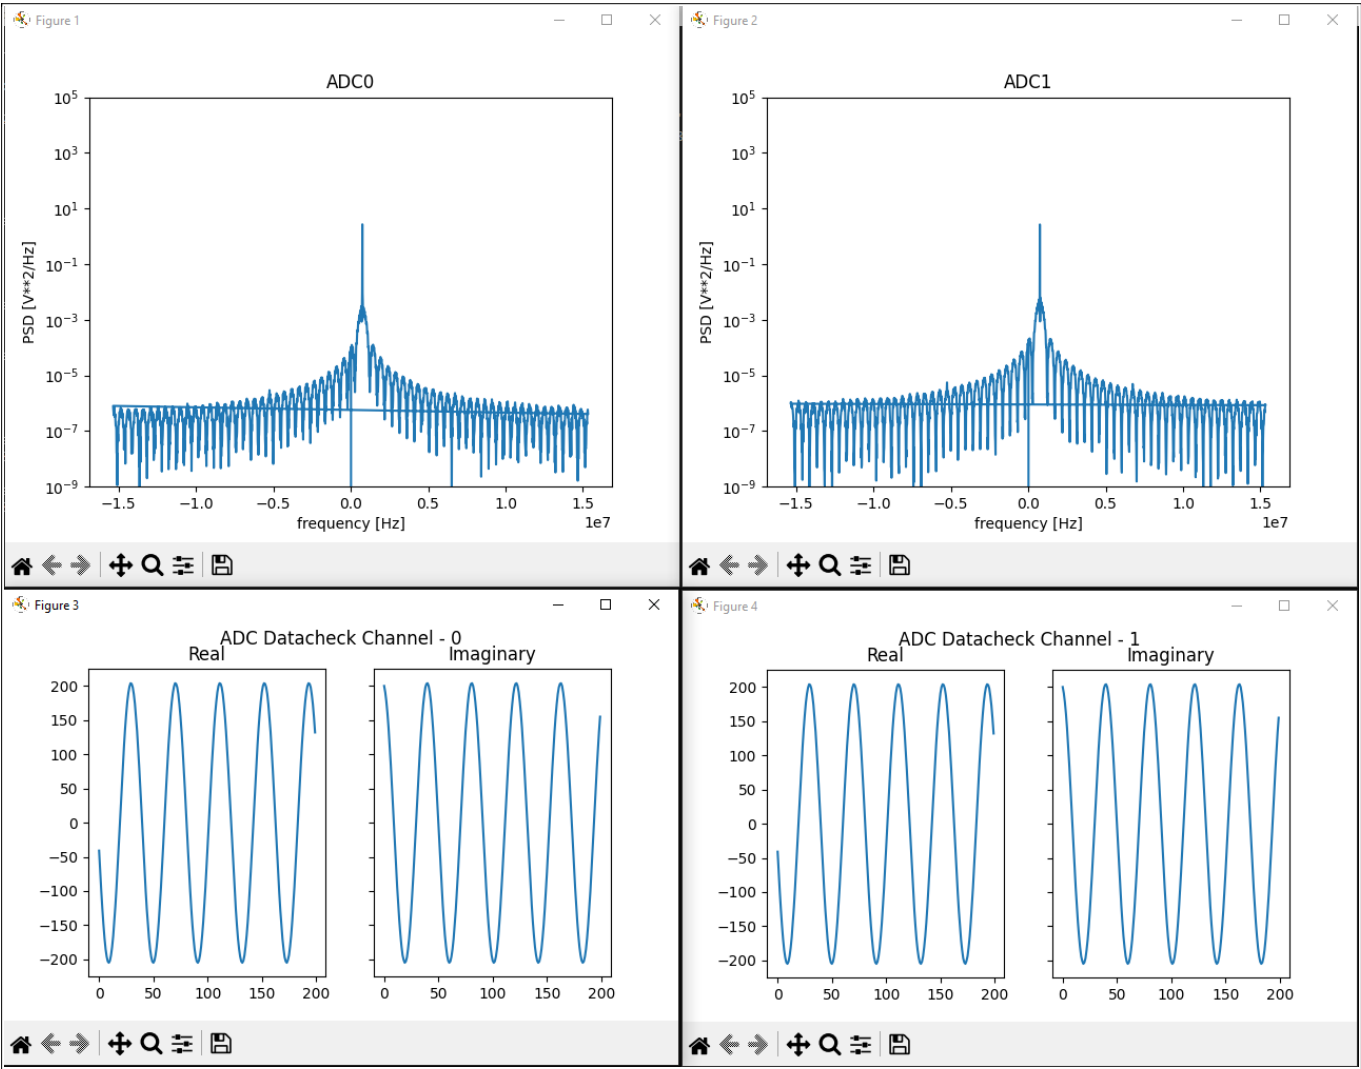 Figure 1
ADC0
10^5
10^3
10^1
10^-1
10^-3
10^-5
10^-7
10^-9
PSD [V**2/Hz]
−1.5 −1.0 −0.5 0.0 0.5 1.0 1.5
1e7
frequency [Hz]
Figure 2
ADC1
10^5
10^3
10^1
10^-1
10^-3
10^-5
10^-7
10^-9
PSD [V**2/Hz]
−1.5 −1.0 −0.5 0.0 0.5 1.0 1.5
1e7
frequency [Hz]
Figure 3
ADC Datacheck Channel - 0
Real Imaginary
200
150
100
50
0
−50
−100
−150
−200
0 50 100 150 200 0 50 100 150 200
Figure 4
ADC Datacheck Channel - 1
Real Imaginary
200
150
100
50
0
−50
−100
−150
−200
0 50 100 150 200 0 50 100 150 200